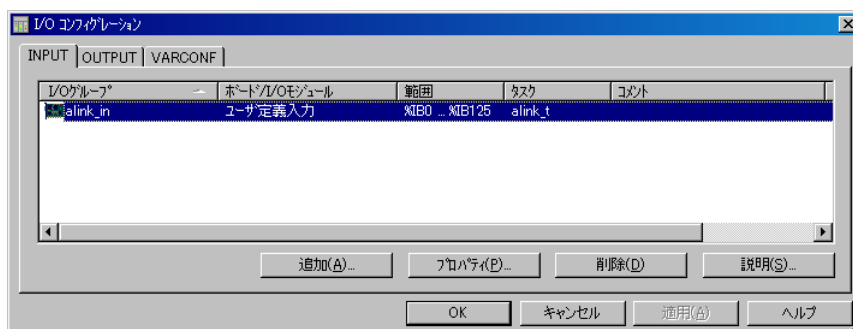 I/O コンフィグレーション
INPUT OUTPUT VARCONF
I/Oグループ ボード/I/Oモジュール 範囲 タスク コメント
alink_in ユーザ定義入力 %IB0 ... %IB125 alink_t
追加(A)... プロパティ(P)... 削除(D) 説明(S)...
OK キャンセル 適用(A) ヘルプ